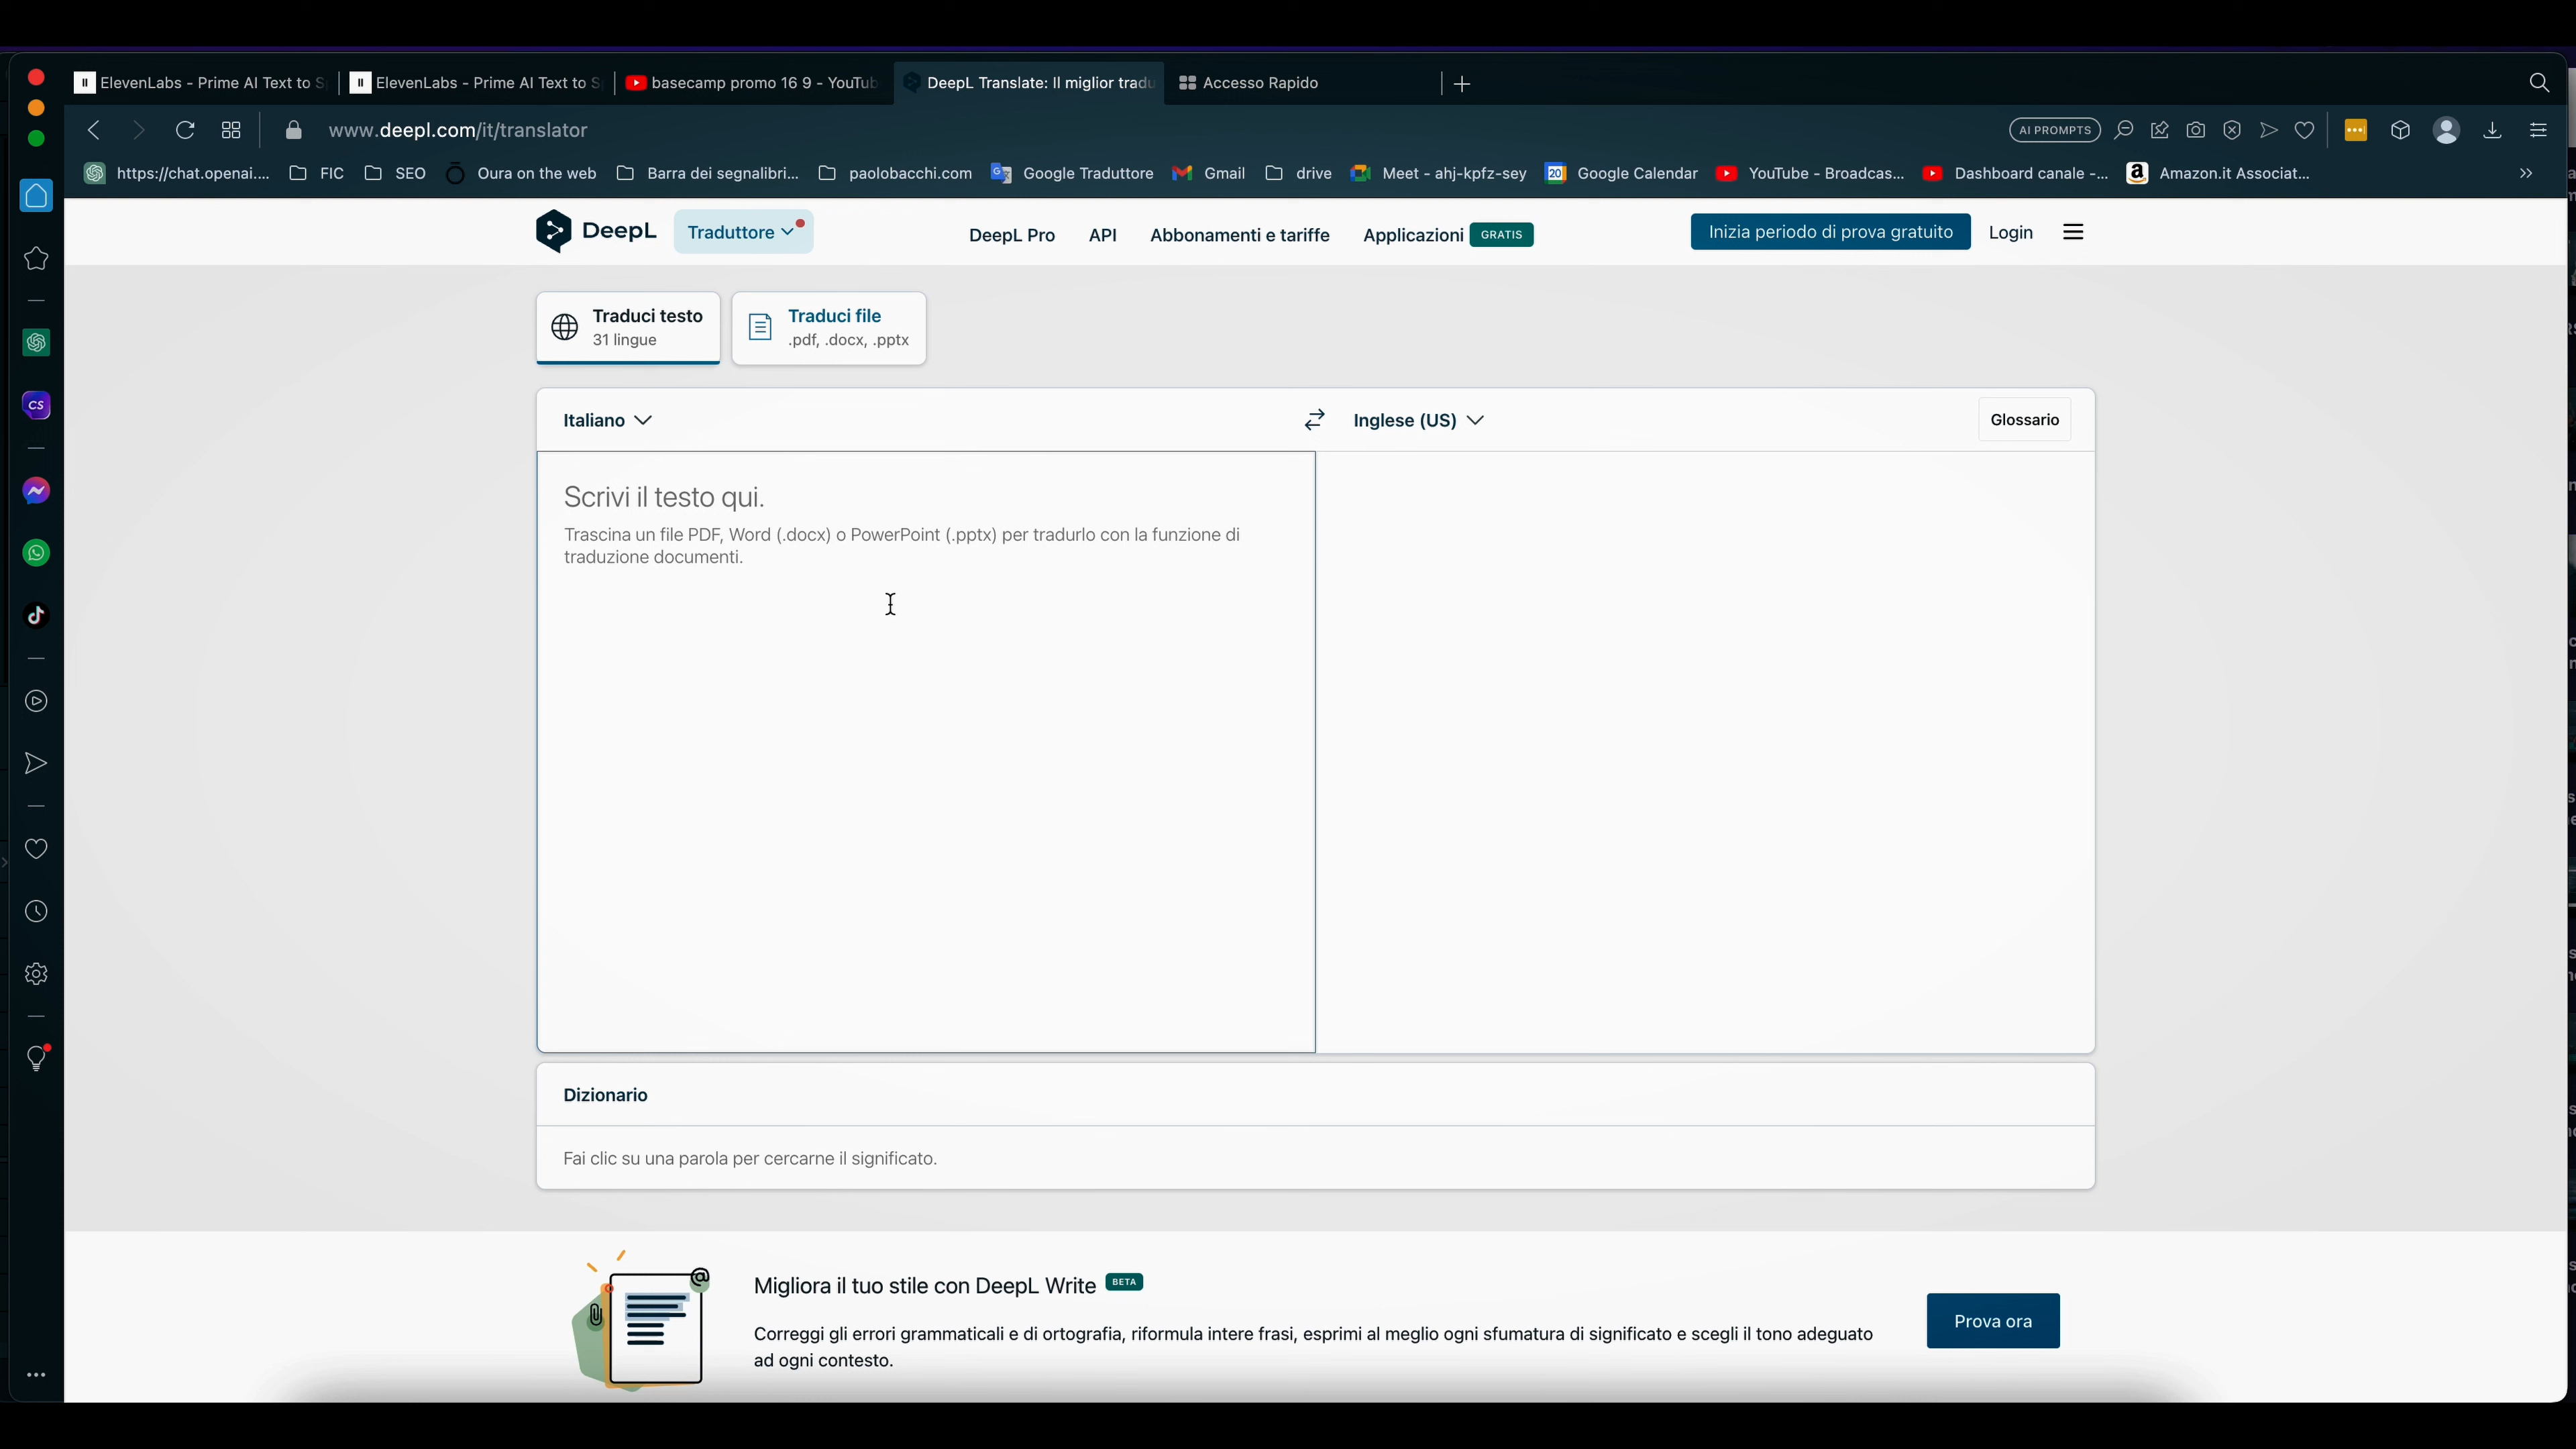 ElevenLabs - Prime AI Text to S
ElevenLabs - Prime AI Text to S
basecamp promo 16 9 - YouTub
DeepL Translate: Il miglior tradu
Accesso Rapido
www.deepl.com/it/translator
AI PROMPTS
https://chat.openai....
FIC
SEO
Oura on the web
Barra dei segnalibri...
paolobacchi.com
Google Traduttore
Gmail
drive
Meet - ahj-kpfz-sey
20
Google Calendar
YouTube - Broadcas...
Dashboard canale -...
Amazon.it Associat...
DeepL
Traduttore
DeepL Pro
API
Abbonamenti e tariffe
Applicazioni
GRATIS
Inizia periodo di prova gratuito
Login
Traduci testo
31 lingue
Traduci file
.pdf, .docx, .pptx
CS
Italiano
Inglese (US)
Glossario
Scrivi il testo qui.
Trascina un file PDF, Word (.docx) o PowerPoint (.pptx) per tradurlo con la funzione di
traduzione documenti.
Dizionario
Fai clic su una parola per cercarne il significato.
Migliora il tuo stile con DeepL Write
BETA
Correggi gli errori grammaticali e di ortografia, riformula intere frasi, esprimi al meglio ogni sfumatura di significato e scegli il tono adeguato
ad ogni contesto.
Prova ora